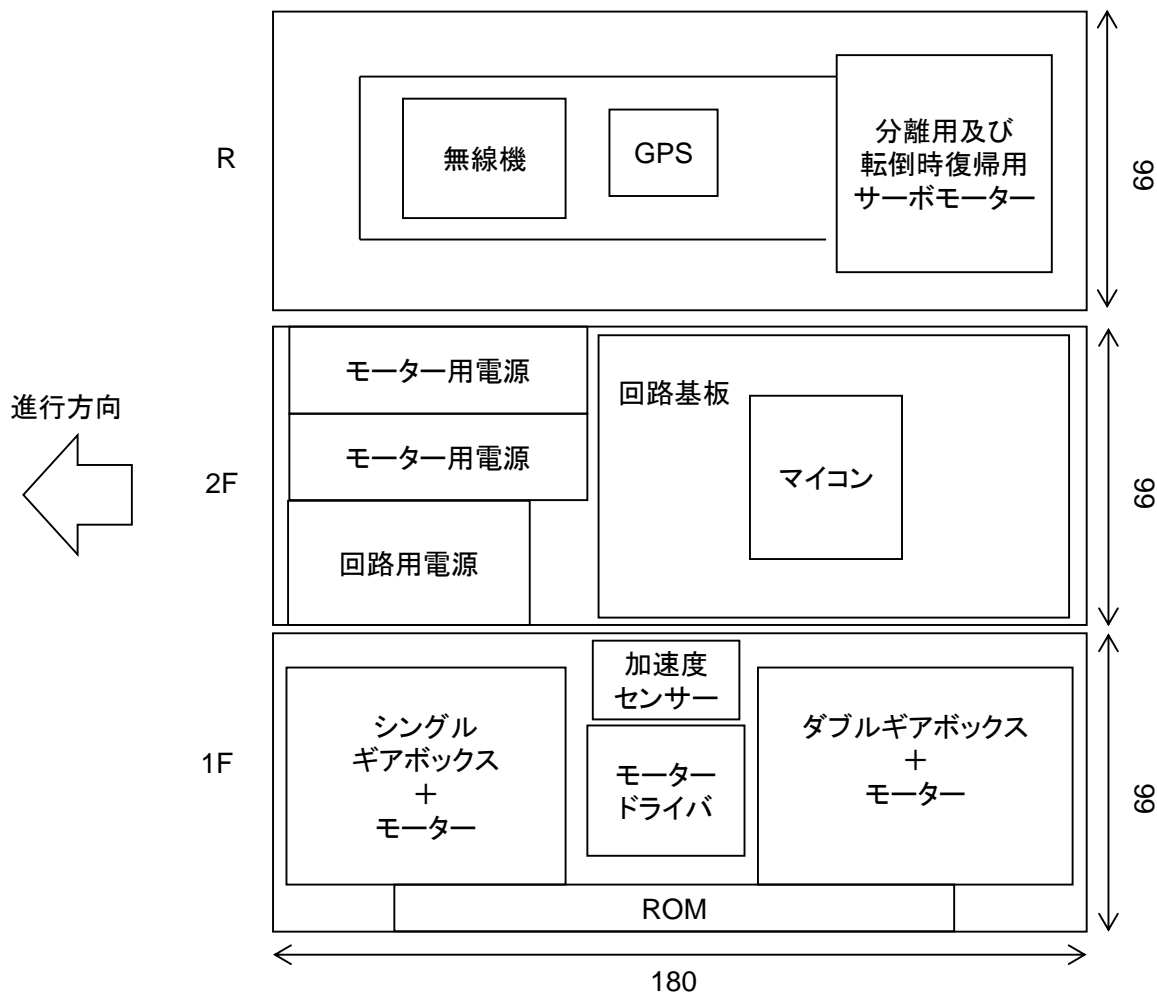 R
無線機
GPS
分離用及び
転倒時復帰用
サーボモーター
66
進行方向
2F
モーター用電源
モーター用電源
回路用電源
回路基板
マイコン
66
1F
シングル
ギアボックス
＋
モーター
加速度
センサー
モーター
ドライバ
ダブルギアボックス
＋
モーター
ROM
66
180